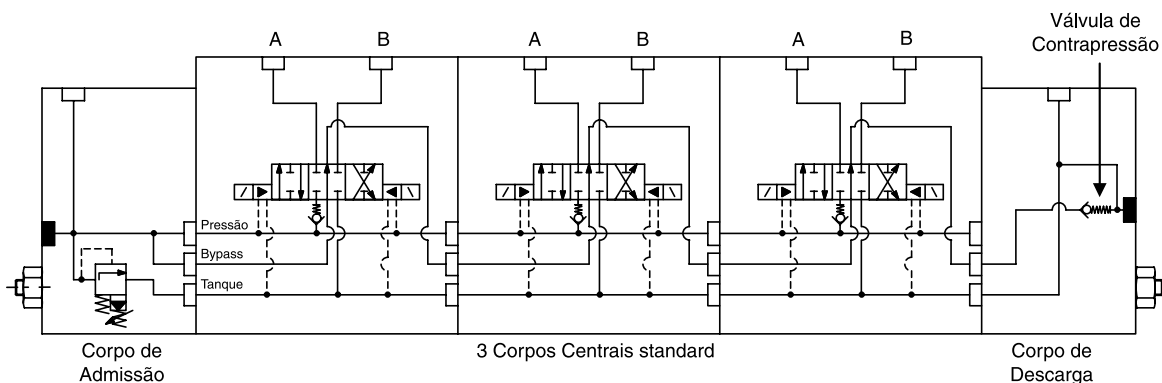 A B A B A B
Válvula de
Contrapressão
Pressão
Bypass
Tanque
Corpo de
Admissão
3 Corpos Centrais standard
Corpo de
Descarga